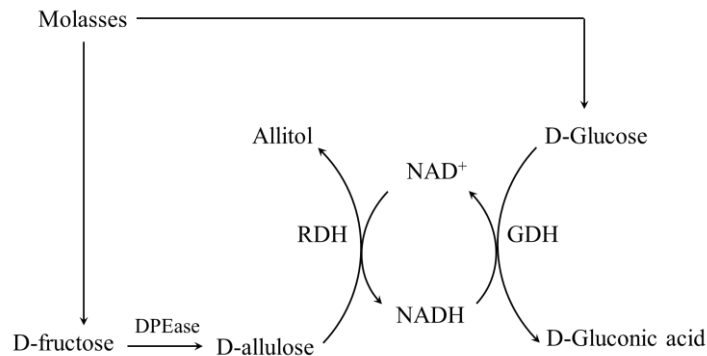 Molasses
Allitol
D-Glucose
NAD⁺
RDH
GDH
NADH
DPEase
D-fructose
D-allulose
D-Gluconic acid